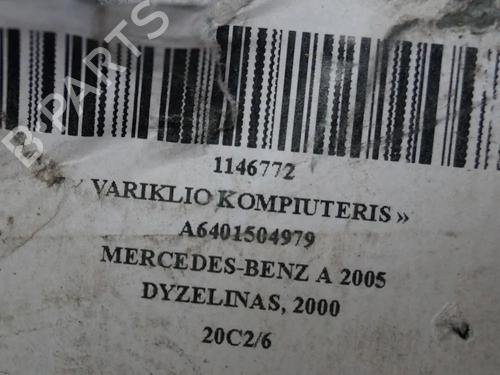 B PARTS
1146772
VARIKLIO KOMPIUTERIS »
A6401504979
MERCEDES-BENZ A 2005
DYZELINAS, 2000
20C2/6